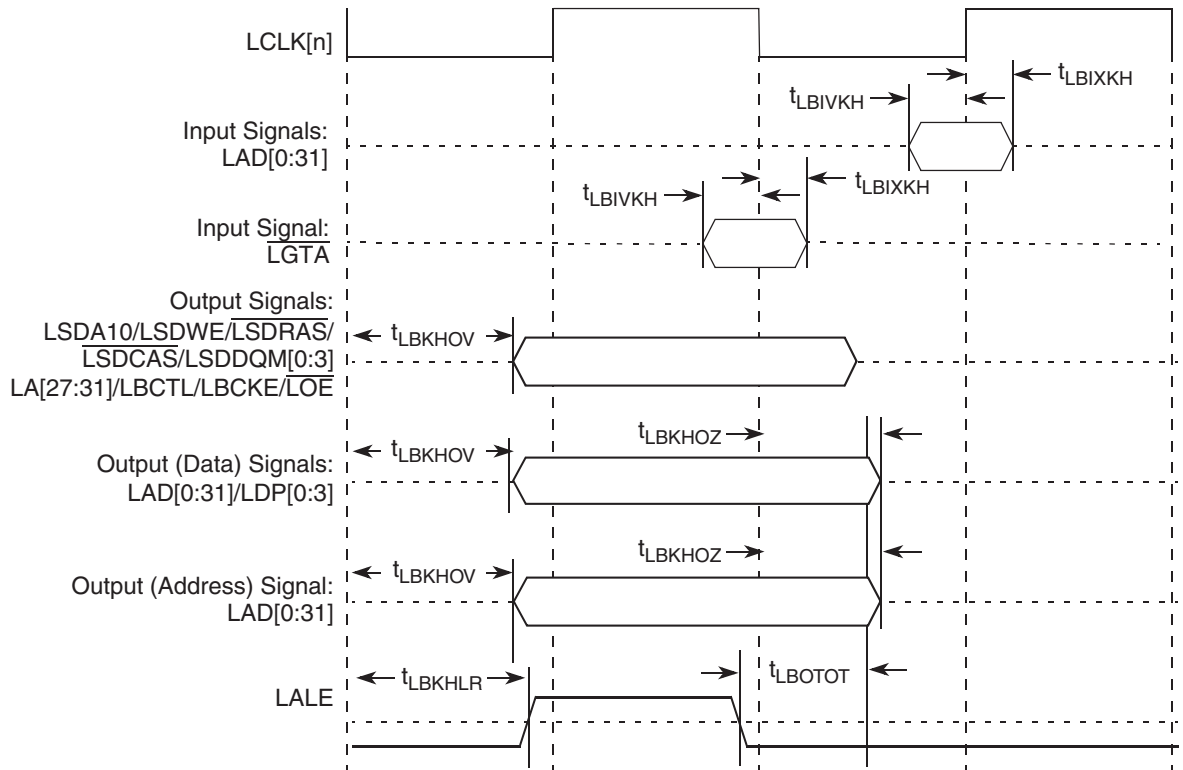 LCLK[n]
tLBIXKH
tLBIVKH
Input Signals:
LAD[0:31]
tLBIXKH
tLBIVKH
Input Signal:
LGTA
Output Signals:
LSDA10/LSDWE/LSDRAS/
tLBKHOV
LSDCAS/LSDDQM[0:3]
LA[27:31]/LBCTL/LBCKE/LOE
tLBKHOZ
tLBKHOV
Output (Data) Signals:
LAD[0:31]/LDP[0:3]
tLBKHOZ
tLBKHOV
Output (Address) Signal:
LAD[0:31]
tLBOTOT
tLBKHLR
LALE